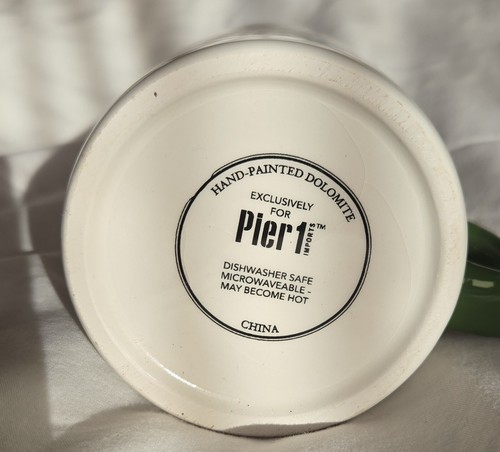 HAND-PAINTED DOLOMITE
EXCLUSIVELY
FOR
Pier 1 IMPORTS™
DISHWASHER SAFE
MICROWAVEABLE -
MAY BECOME HOT
CHINA